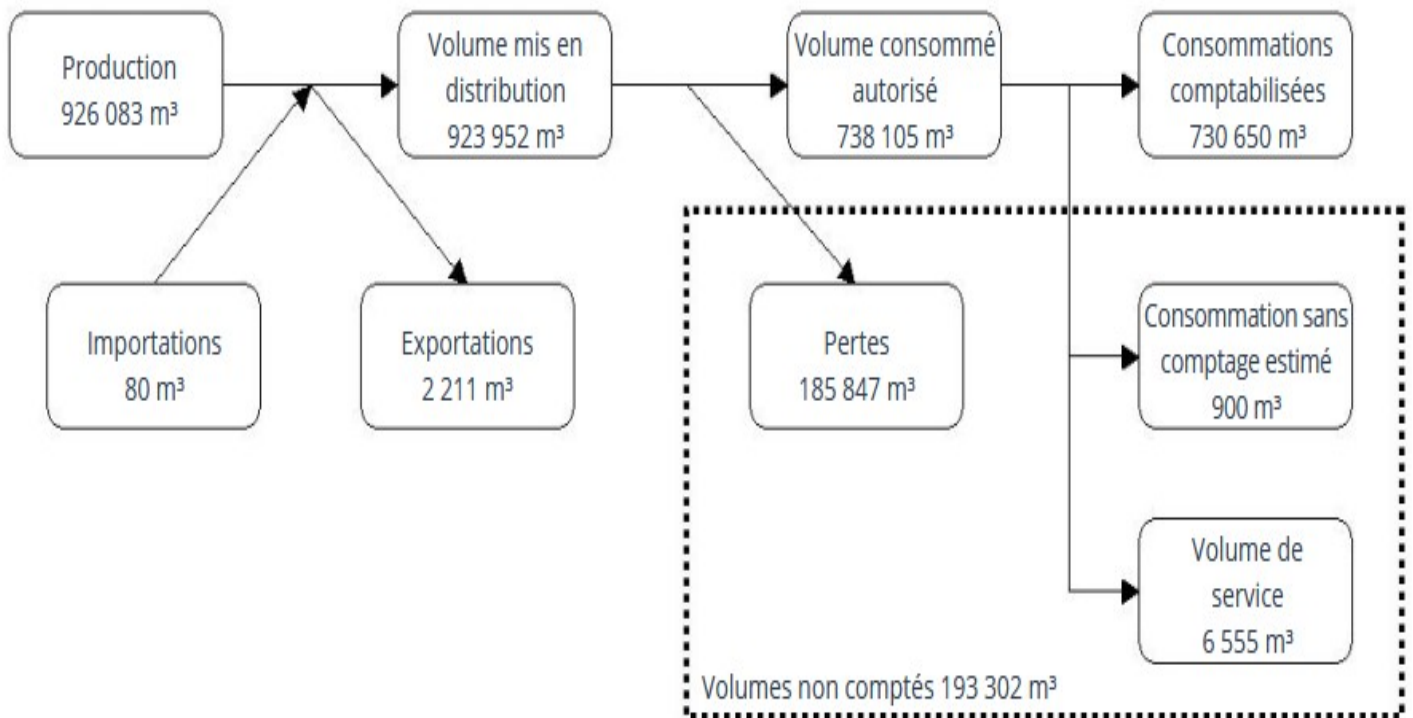 Production
926 083 m³
Volume mis en
distribution
923 952 m³
Volume consommé
autorisé
738 105 m³
Consommations
comptabilisées
730 650 m³
Importations
80 m³
Exportations
2 211 m³
Pertes
185 847 m³
Consommation sans
comptage estimé
900 m³
Volume de
service
6 555 m³
Volumes non comptés 193 302 m³